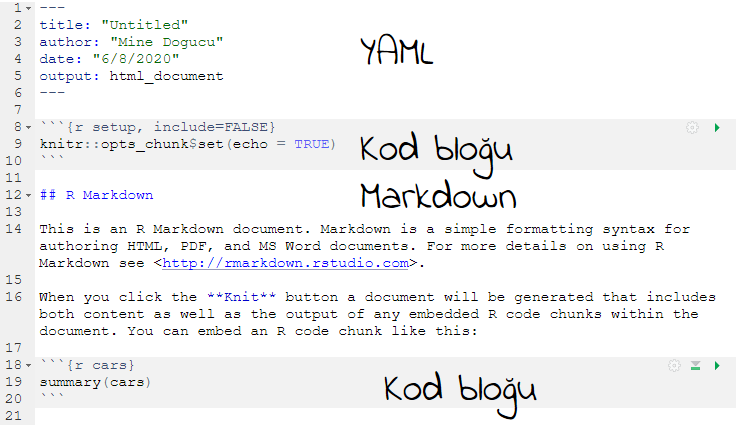 1 ---
2 title: "Untitled"
3 author: "Mine Dogucu"
4 date: "6/8/2020"
5 output: html_document
6 ---
YAML
7
8 ```{r setup, include=FALSE}
9 knitr::opts_chunk$set(echo = TRUE)
10 ```
Kod bloğu
11
12 ## R Markdown
Markdown
13
14 This is an R Markdown document. Markdown is a simple formatting syntax for
authoring HTML, PDF, and MS Word documents. For more details on using R
Markdown see <http://rmarkdown.rstudio.com>.
15
16 When you click the **Knit** button a document will be generated that includes
both content as well as the output of any embedded R code chunks within the
document. You can embed an R code chunk like this:
17
18 ```{r cars}
19 summary(cars)
20 ```
Kod bloğu
21